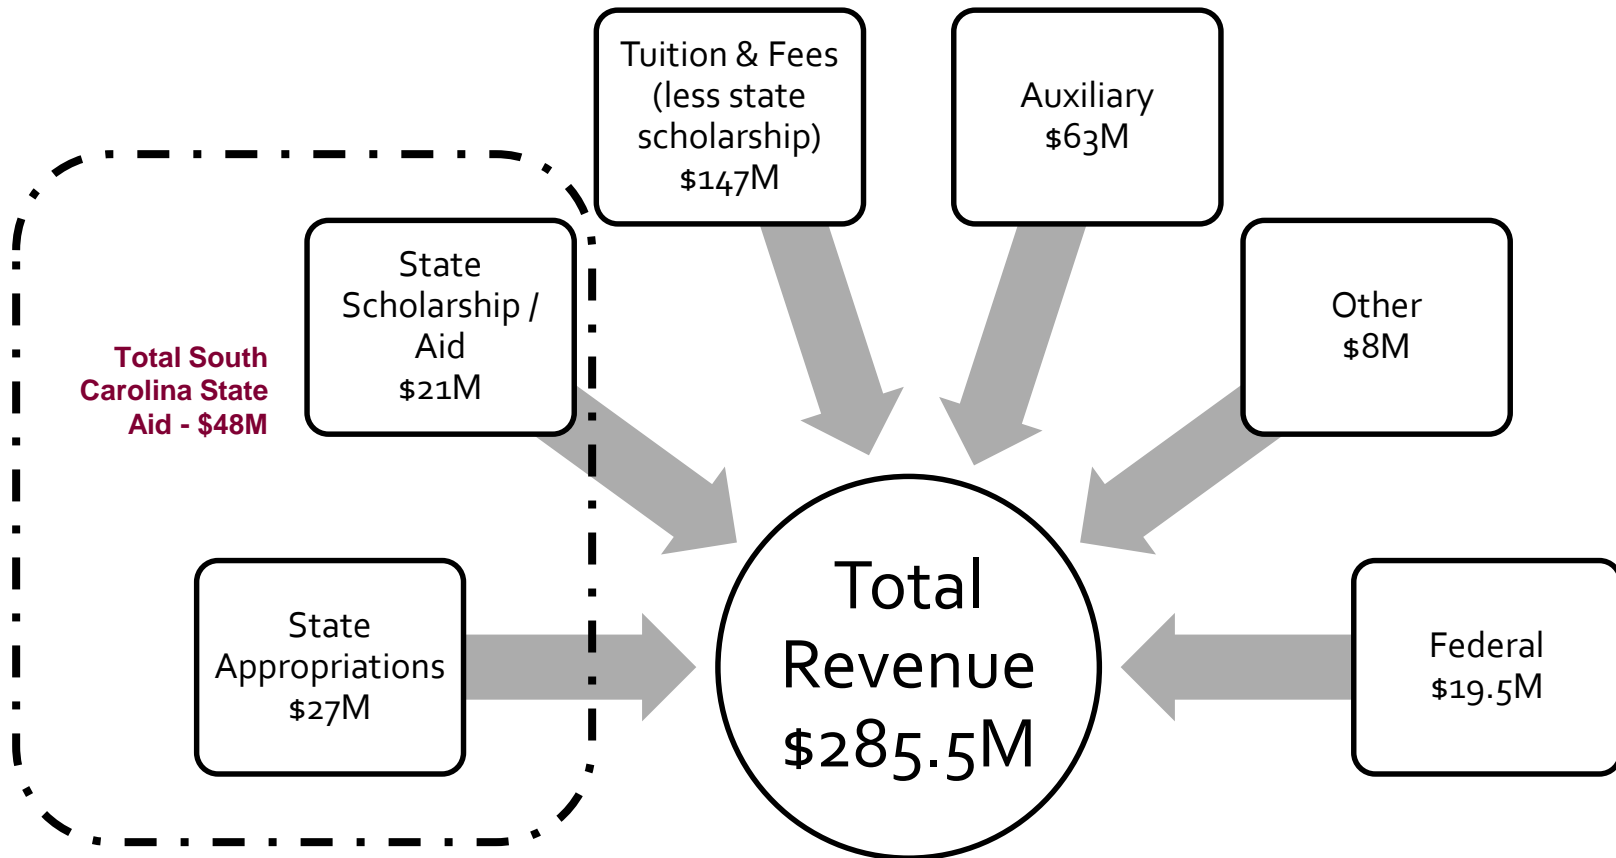 Tuition & Fees
(less state
scholarship)
$147M
Auxiliary
$63M
State
Scholarship /
Aid
$21M
Other
$8M
Total South
Carolina State
Aid - $48M
State
Appropriations
$27M
Total
Revenue
$285.5M
Federal
$19.5M